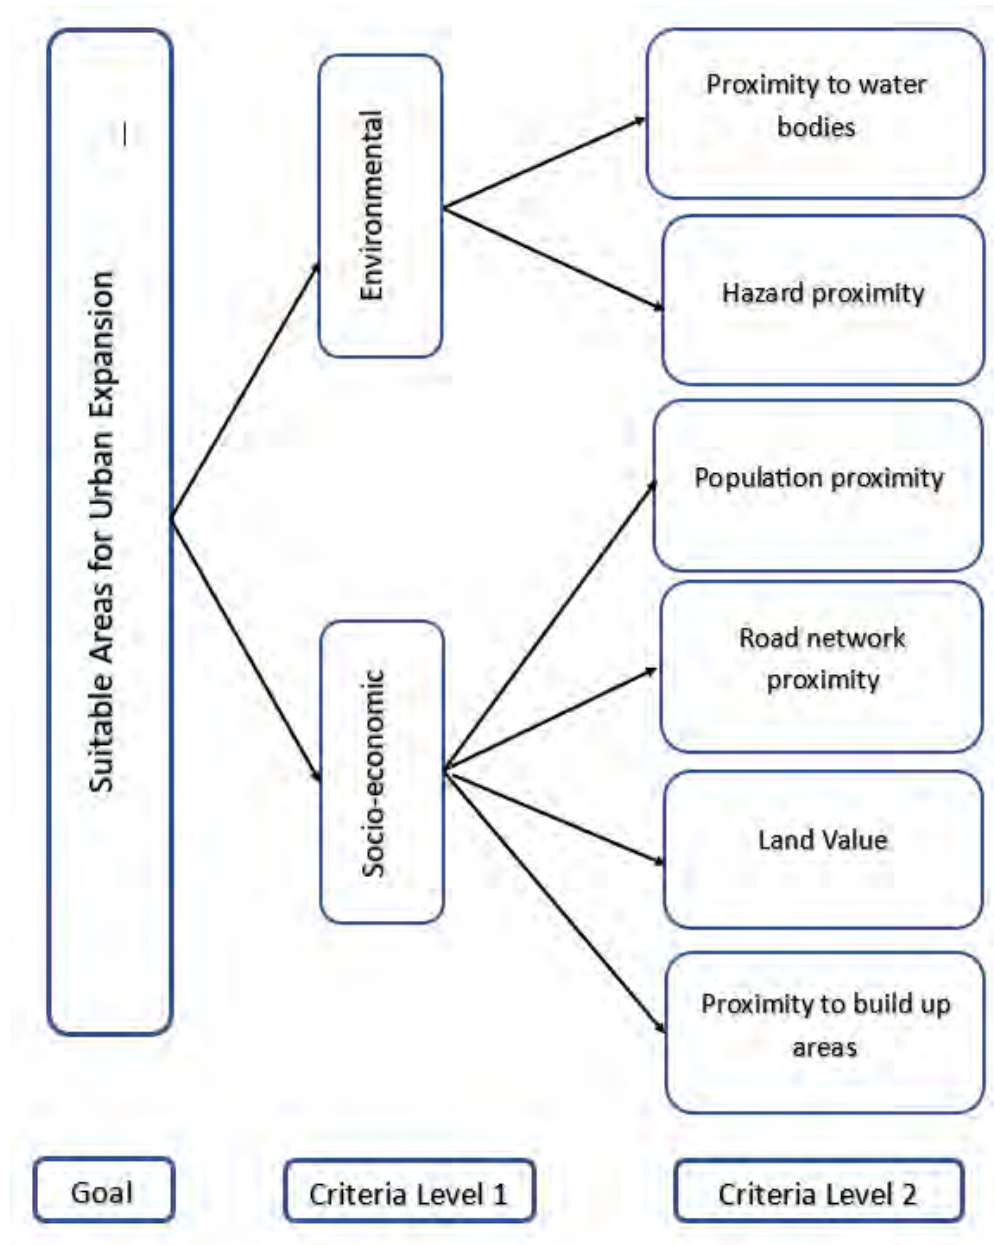 Suitable Areas for Urban Expansion
Environmental
Socio-economic
Proximity to water
bodies
Hazard proximity
Population proximity
Road network
proximity
Land Value
Proximity to build up
areas
Goal
Criteria Level 1
Criteria Level 2